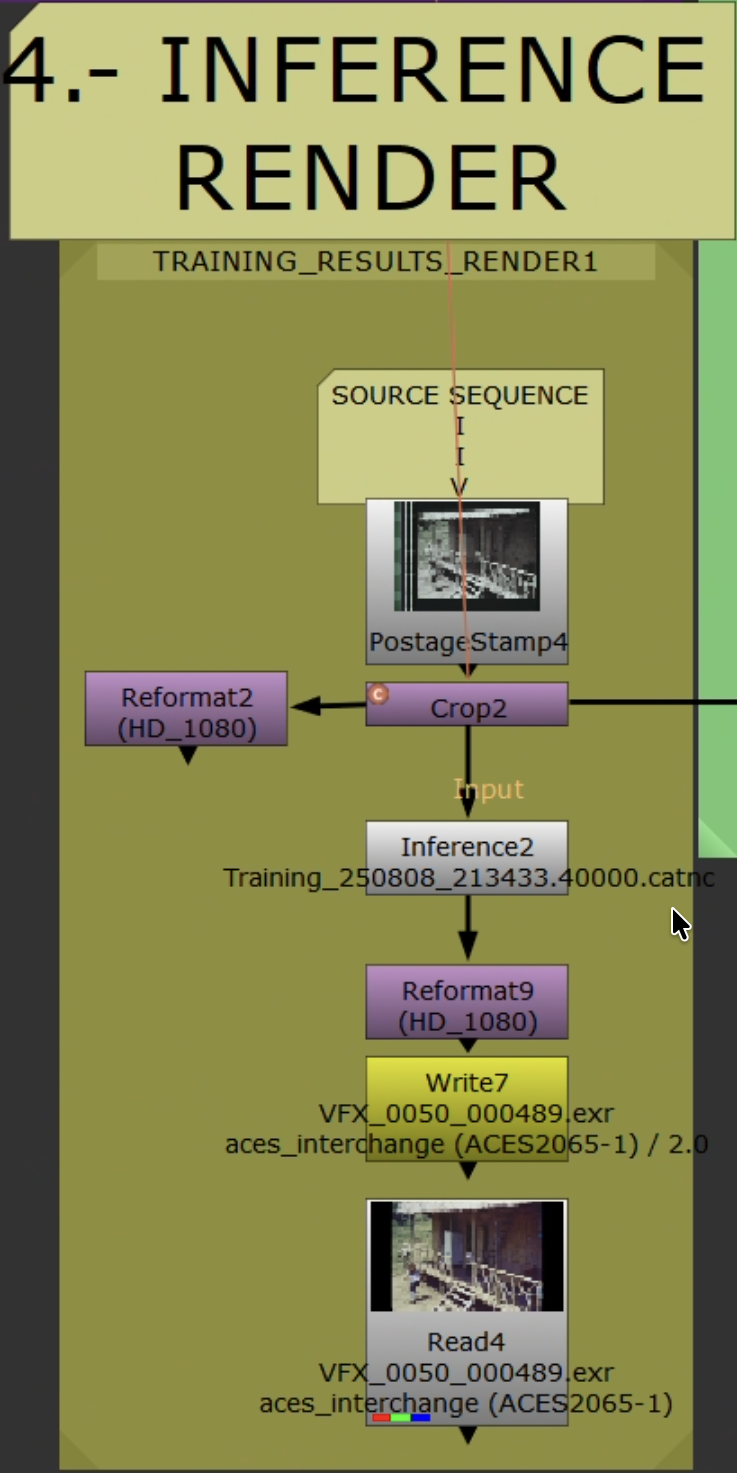 4.- INFERENCE
RENDER
TRAINING_RESULTS_RENDER1
SOURCE SEQUENCE
I
I
V
PostageStamp4
Reformat2
(HD_1080)
C
Crop2
Input
Inference2
Training_250808_213433.40000.catnc
Reformat9
(HD_1080)
Write7
VFX_0050_000489.exr
aces_interchange (ACES2065-1) / 2.0
Read4
VFX_0050_000489.exr
aces_interchange (ACES2065-1)